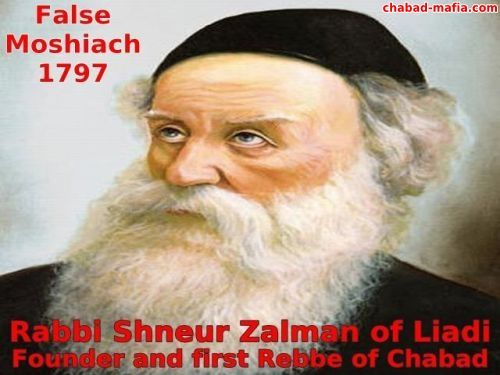 False
Moshiach
1797
chabad-mafia.com
Rabbi Shneur Zalman of Liadi
Founder and first Rebbe of Chabad